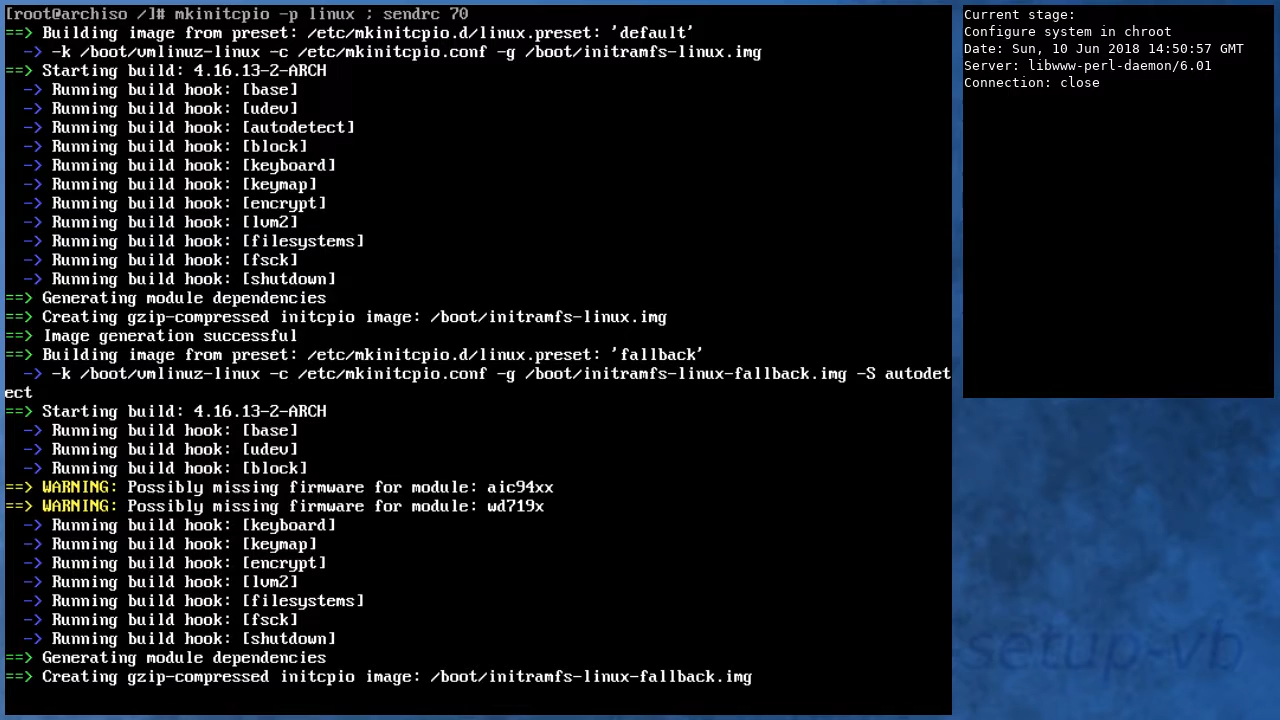 [root@archiso /]# mkinitcpio -p linux ; sendrc 70
==> Building image from preset: /etc/mkinitcpio.d/linux.preset: 'default'
  -> -k /boot/vmlinuz-linux -c /etc/mkinitcpio.conf -g /boot/initramfs-linux.img
==> Starting build: 4.16.13-2-ARCH
  -> Running build hook: [base]
  -> Running build hook: [udev]
  -> Running build hook: [autodetect]
  -> Running build hook: [block]
  -> Running build hook: [keyboard]
  -> Running build hook: [keymap]
  -> Running build hook: [encrypt]
  -> Running build hook: [lvm2]
  -> Running build hook: [filesystems]
  -> Running build hook: [fsck]
  -> Running build hook: [shutdown]
==> Generating module dependencies
==> Creating gzip-compressed initcpio image: /boot/initramfs-linux.img
==> Image generation successful
==> Building image from preset: /etc/mkinitcpio.d/linux.preset: 'fallback'
  -> -k /boot/vmlinuz-linux -c /etc/mkinitcpio.conf -g /boot/initramfs-linux-fallback.img -S autodet
ect
==> Starting build: 4.16.13-2-ARCH
  -> Running build hook: [base]
  -> Running build hook: [udev]
  -> Running build hook: [block]
==> WARNING: Possibly missing firmware for module: aic94xx
==> WARNING: Possibly missing firmware for module: wd719x
  -> Running build hook: [keyboard]
  -> Running build hook: [keymap]
  -> Running build hook: [encrypt]
  -> Running build hook: [lvm2]
  -> Running build hook: [filesystems]
  -> Running build hook: [fsck]
  -> Running build hook: [shutdown]
==> Generating module dependencies
==> Creating gzip-compressed initcpio image: /boot/initramfs-linux-fallback.img
Current stage:
Configure system in chroot
Date: Sun, 10 Jun 2018 14:50:57 GMT
Server: libwww-perl-daemon/6.01
Connection: close
setup-vb